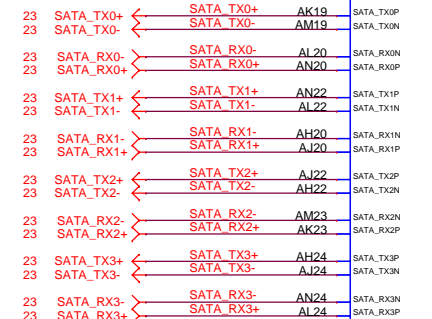 23 SATA_TX0+ SATA_TX0+ AK19 SATA_TX0P
23 SATA_TX0- SATA_TX0- AM19 SATA_TX0N
23 SATA_RX0- SATA_RX0- AL20 SATA_RX0N
23 SATA_RX0+ SATA_RX0+ AN20 SATA_RX0P
23 SATA_TX1+ SATA_TX1+ AN22 SATA_TX1P
23 SATA_TX1- SATA_TX1- AL22 SATA_TX1N
23 SATA_RX1- SATA_RX1- AH20 SATA_RX1N
23 SATA_RX1+ SATA_RX1+ AJ20 SATA_RX1P
23 SATA_TX2+ SATA_TX2+ AJ22 SATA_TX2P
23 SATA_TX2- SATA_TX2- AH22 SATA_TX2N
23 SATA_RX2- SATA_RX2- AM23 SATA_RX2N
23 SATA_RX2+ SATA_RX2+ AK23 SATA_RX2P
23 SATA_TX3+ SATA_TX3+ AH24 SATA_TX3P
23 SATA_TX3- SATA_TX3- AJ24 SATA_TX3N
23 SATA_RX3- SATA_RX3- AN24 SATA_RX3N
23 SATA_RX3+ SATA_RX3+ AL24 SATA_RX3P